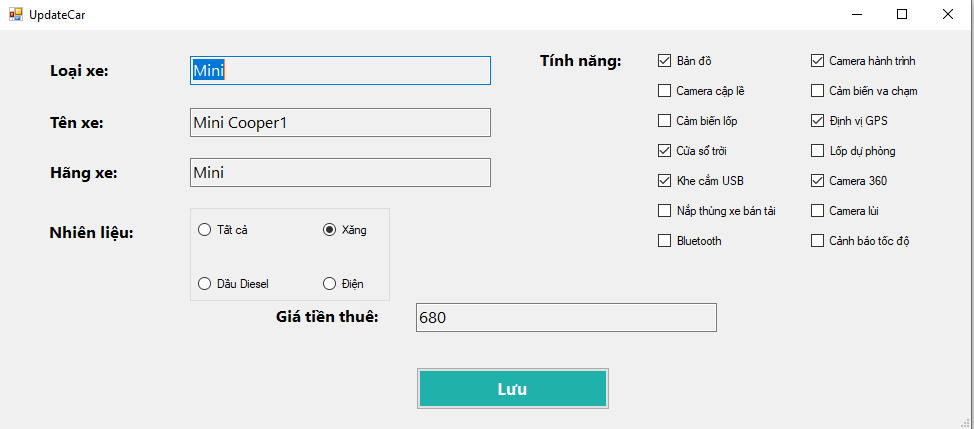 UpdateCar
Loại xe:
Mini
Tên xe:
Mini Cooper1
Hãng xe:
Mini
Nhiên liệu:
Tất cả
Xăng
Dầu Diesel
Điện
Tính năng:
Bản đồ
Camera hành trình
Camera cập lề
Cảm biến va chạm
Cảm biến lốp
Định vị GPS
Cửa sổ trời
Lốp dự phòng
Khe cắm USB
Camera 360
Nắp thùng xe bán tải
Camera lùi
Bluetooth
Cảnh báo tốc độ
Giá tiền thuê:
680
Lưu